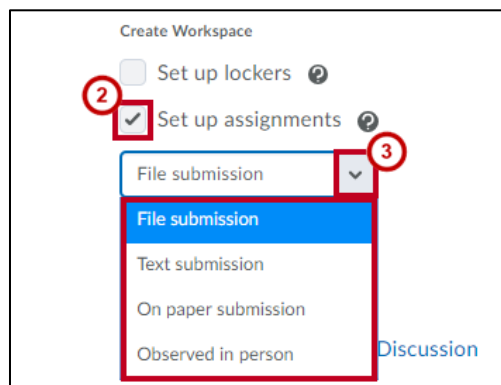 Create Workspace
Set up lockers ?
2
Set up assignments ?
3
File submission
File submission
Text submission
On paper submission
Observed in person
Discussion